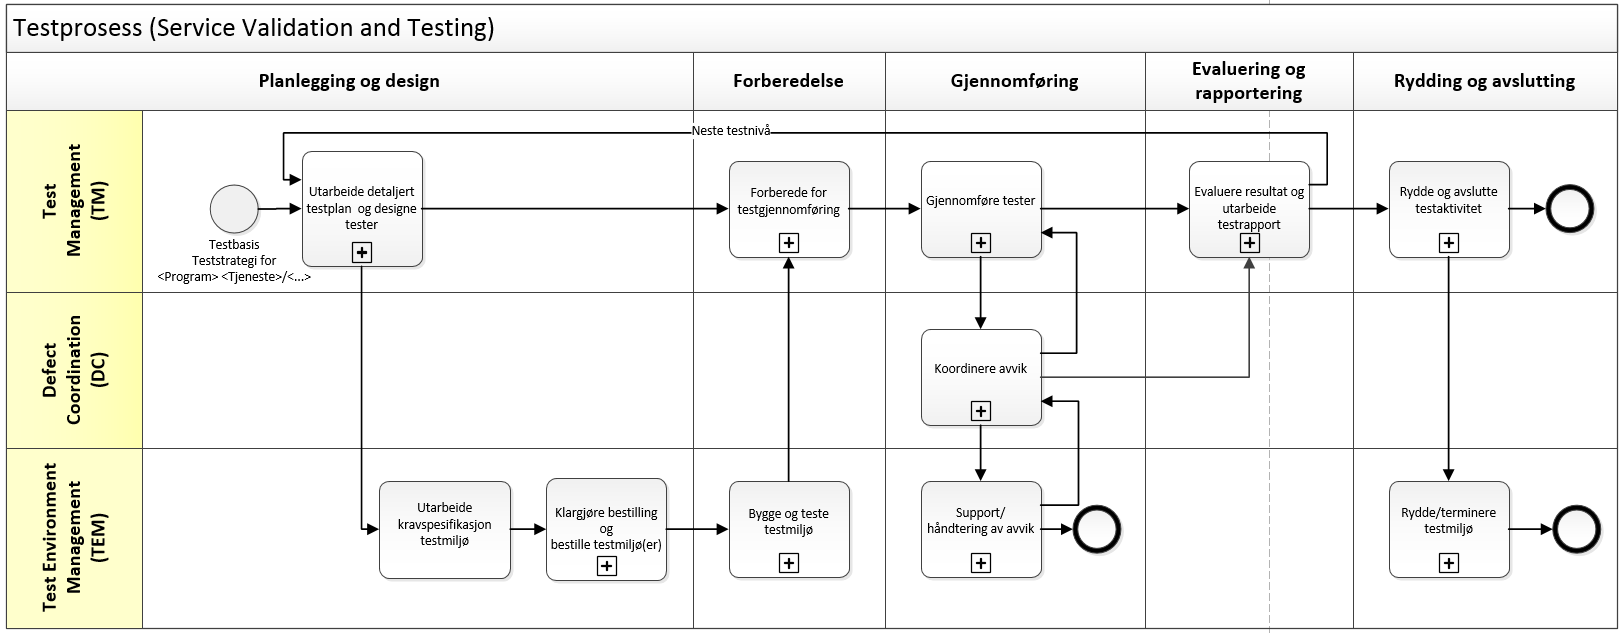 Testprosess (Service Validation and Testing)
Planlegging og design
Forberedelse
Gjennomføring
Evaluering og
rapportering
Rydding og avslutting
Test
Management
(TM)
Neste testnivå
Testbasis
Teststrategi for
<Program> <Tjeneste>/<...>
Utarbeide detaljert
testplan og designe
tester
Forberede for
testgjennomføring
Gjennomføre tester
Evaluere resultat og
utarbeide
testrapport
Rydde og avslutte
testaktivitet
Defect
Coordination
(DC)
Koordinere avvik
Test Environment
Management
(TEM)
Utarbeide
kravspesifikasjon
testmiljø
Klargjøre bestilling
og
bestille testmiljø(er)
Bygge og teste
testmiljø
Support/
håndtering av avvik
Rydde/terminere
testmiljø